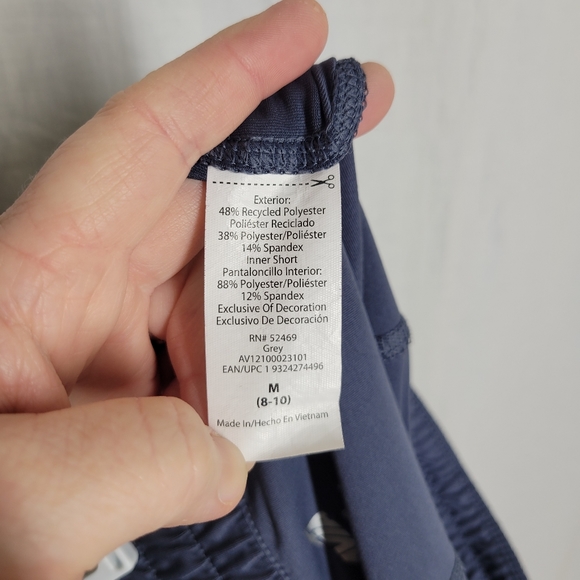 Exterior:
48% Recycled Polyester
Poliéster Reciclado
38% Polyester/Poliéster
14% Spandex
Inner Short
Pantaloncillo Interior:
88% Polyester/Poliéster
12% Spandex
Exclusive Of Decoration
Exclusivo De Decoración
RN# 52469
Grey
AV12100023101
EAN/UPC 1 9324274496
M
(8-10)
Made In/Hecho En Vietnam